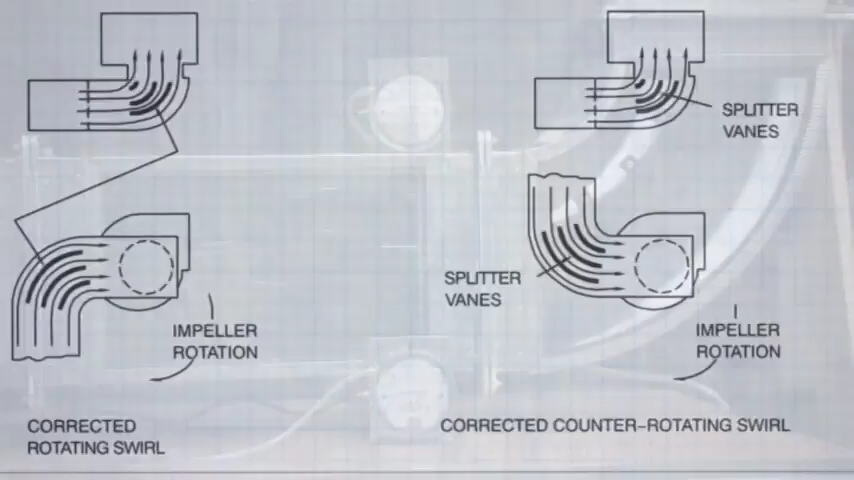 SPLITTER
VANES
SPLITTER
VANES
IMPELLER
ROTATION
IMPELLER
ROTATION
CORRECTED
ROTATING SWIRL
CORRECTED COUNTER-ROTATING SWIRL